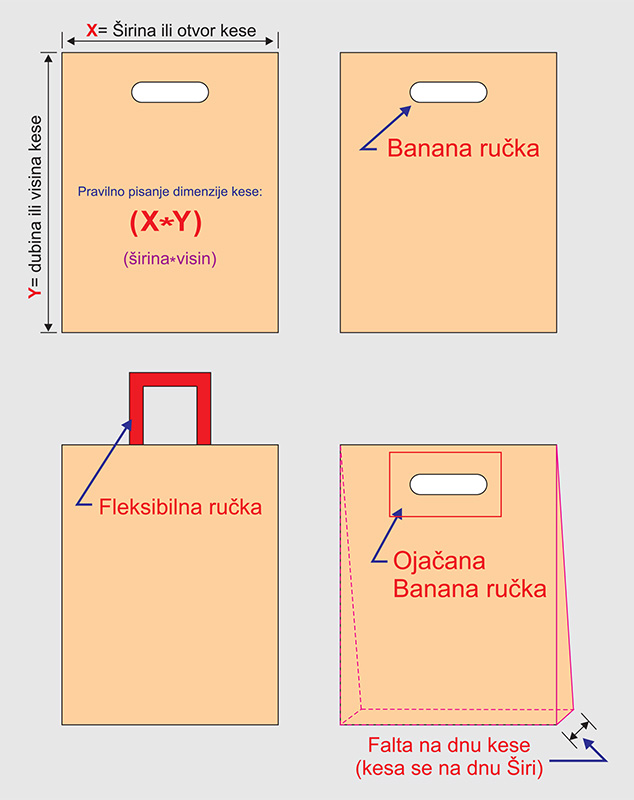 X= Širina ili otvor kese
Y= dubina ili visina kese
Pravilno pisanje dimenzije kese:
(X*Y)
(širina*visin)
Banana ručka
Fleksibilna ručka
Ojačana
Banana ručka
Falta na dnu kese
(kesa se na dnu Širi)